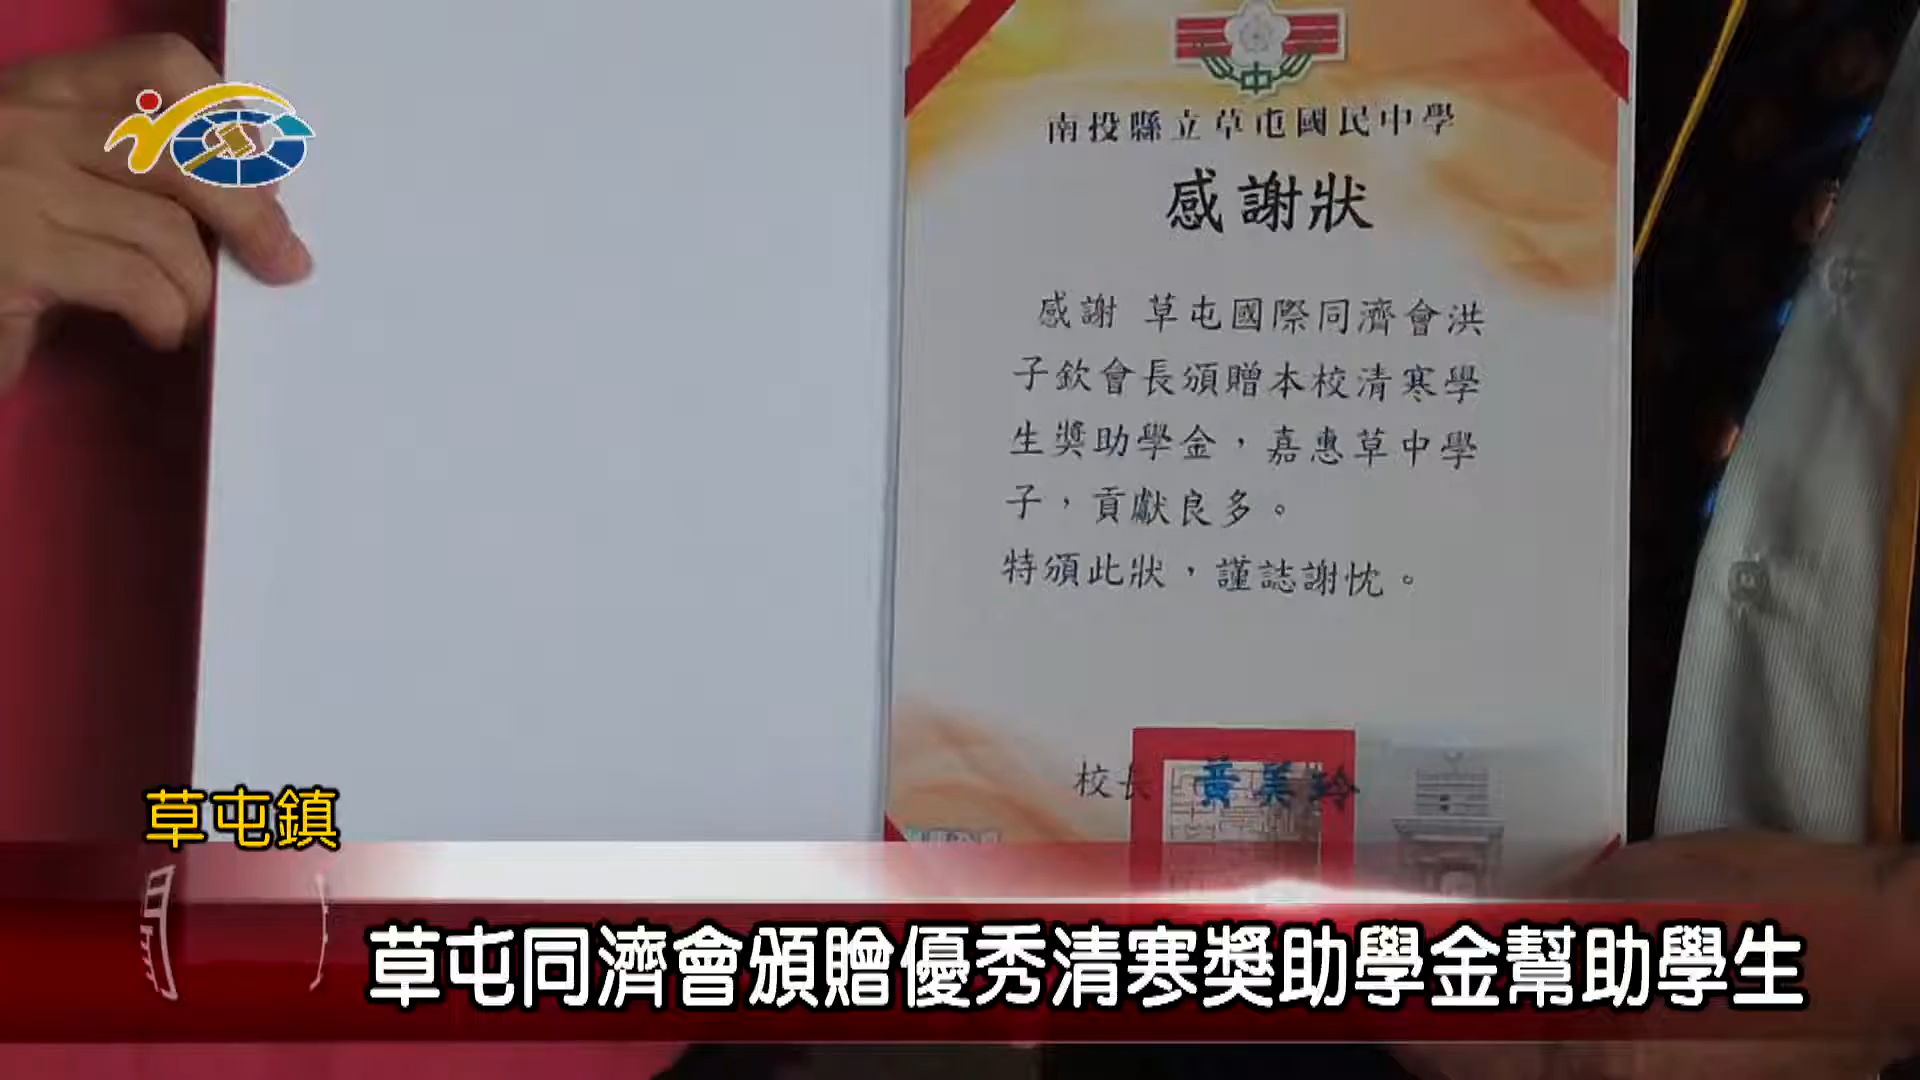 中
南投縣立草屯國民中學
感謝狀
感謝 草屯國際同濟會洪
子欽會長頒贈本校清寒學
生獎助學金，嘉惠草中學
子，貢獻良多。
特頒此狀，謹誌謝忱。
校長 黃美玲
草屯鎮
草屯同濟會頒贈優秀清寒獎助學金幫助學生